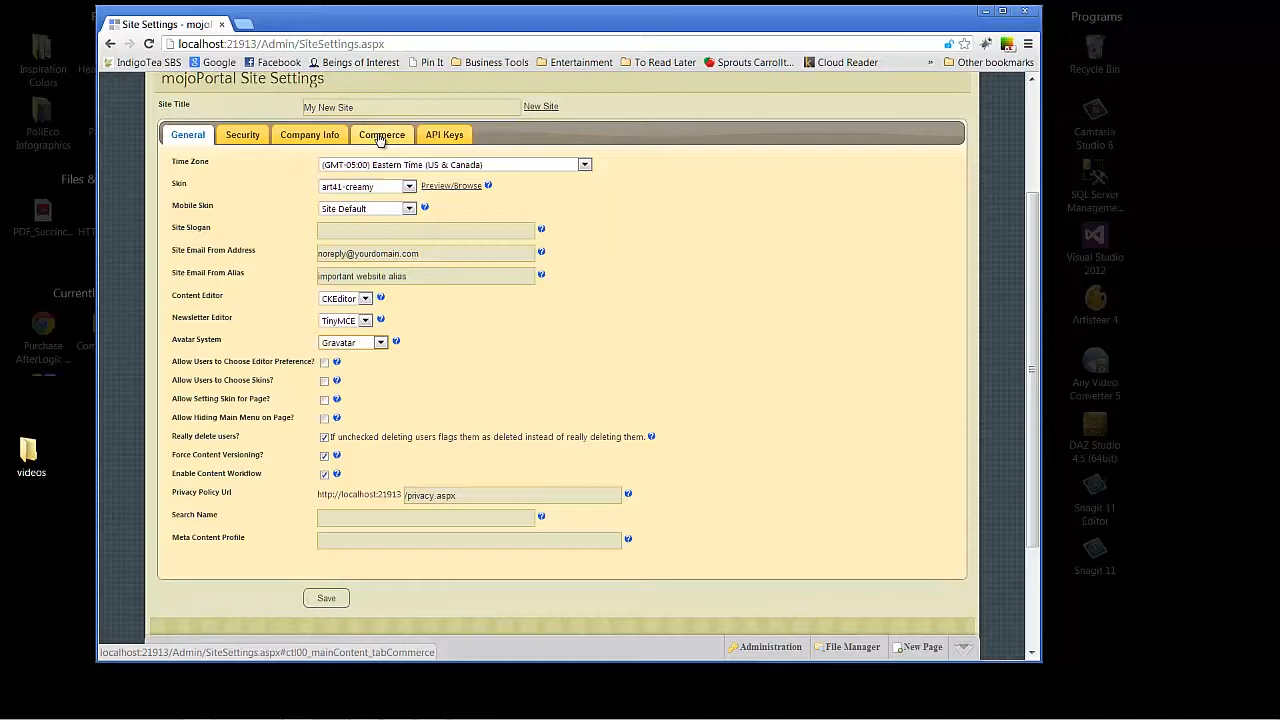 Programs
Site Settings - mojoP
localhost:21913/Admin/SiteSettings.aspx
IndigoTea SBS Google Facebook Beings of Interest Pin It Business Tools Entertainment To Read Later Spoons Carrollt... Cloud Reader » Other bookmarks
mojoPortal Site Settings
Site Title My New Site New Site
General Security Company Info Commerce API Keys
Time Zone (GMT-05:00) Eastern Time (US & Canada)
Skin art41-creamy Preview/Browse
Mobile Skin Site Default
Site Slogan
Site Email From Address noreply@yourdomain.com
Site Email From Alias important website alias
Content Editor CKEditor
Newsletter Editor TinyMCE
Avatar System Gravatar
Allow Users to Choose Editor Preference?
Allow Users to Choose Skins?
Allow Setting Skin for Page?
Allow Hiding Main Menu on Page?
Really delete users? If unchecked deleting users flags them as deleted instead of really deleting them.
Force Content Versioning?
Enable Content Workflow
Privacy Policy Url http://localhost:21913 /privacy.aspx
Search Name
Meta Content Profile
Save
Administration File Manager New Page
localhost:21913/Admin/SiteSettings.aspx#ctl00_mainContent_tabCommerce
Inspiration
Colors
PoliEco
Infographics
Files &
PDF_Succinc...
HTT
Currentl
Purchase
AfterLogic
videos
Recycle Bin
Camtasia
Studio 8
SQL Server
Manageme...
Visual Studio
2012
Artisteer 4
Any Video
Converter 5
DAZ Studio
4.5 (64bit)
Snagit 11
Editor
Snagit 11